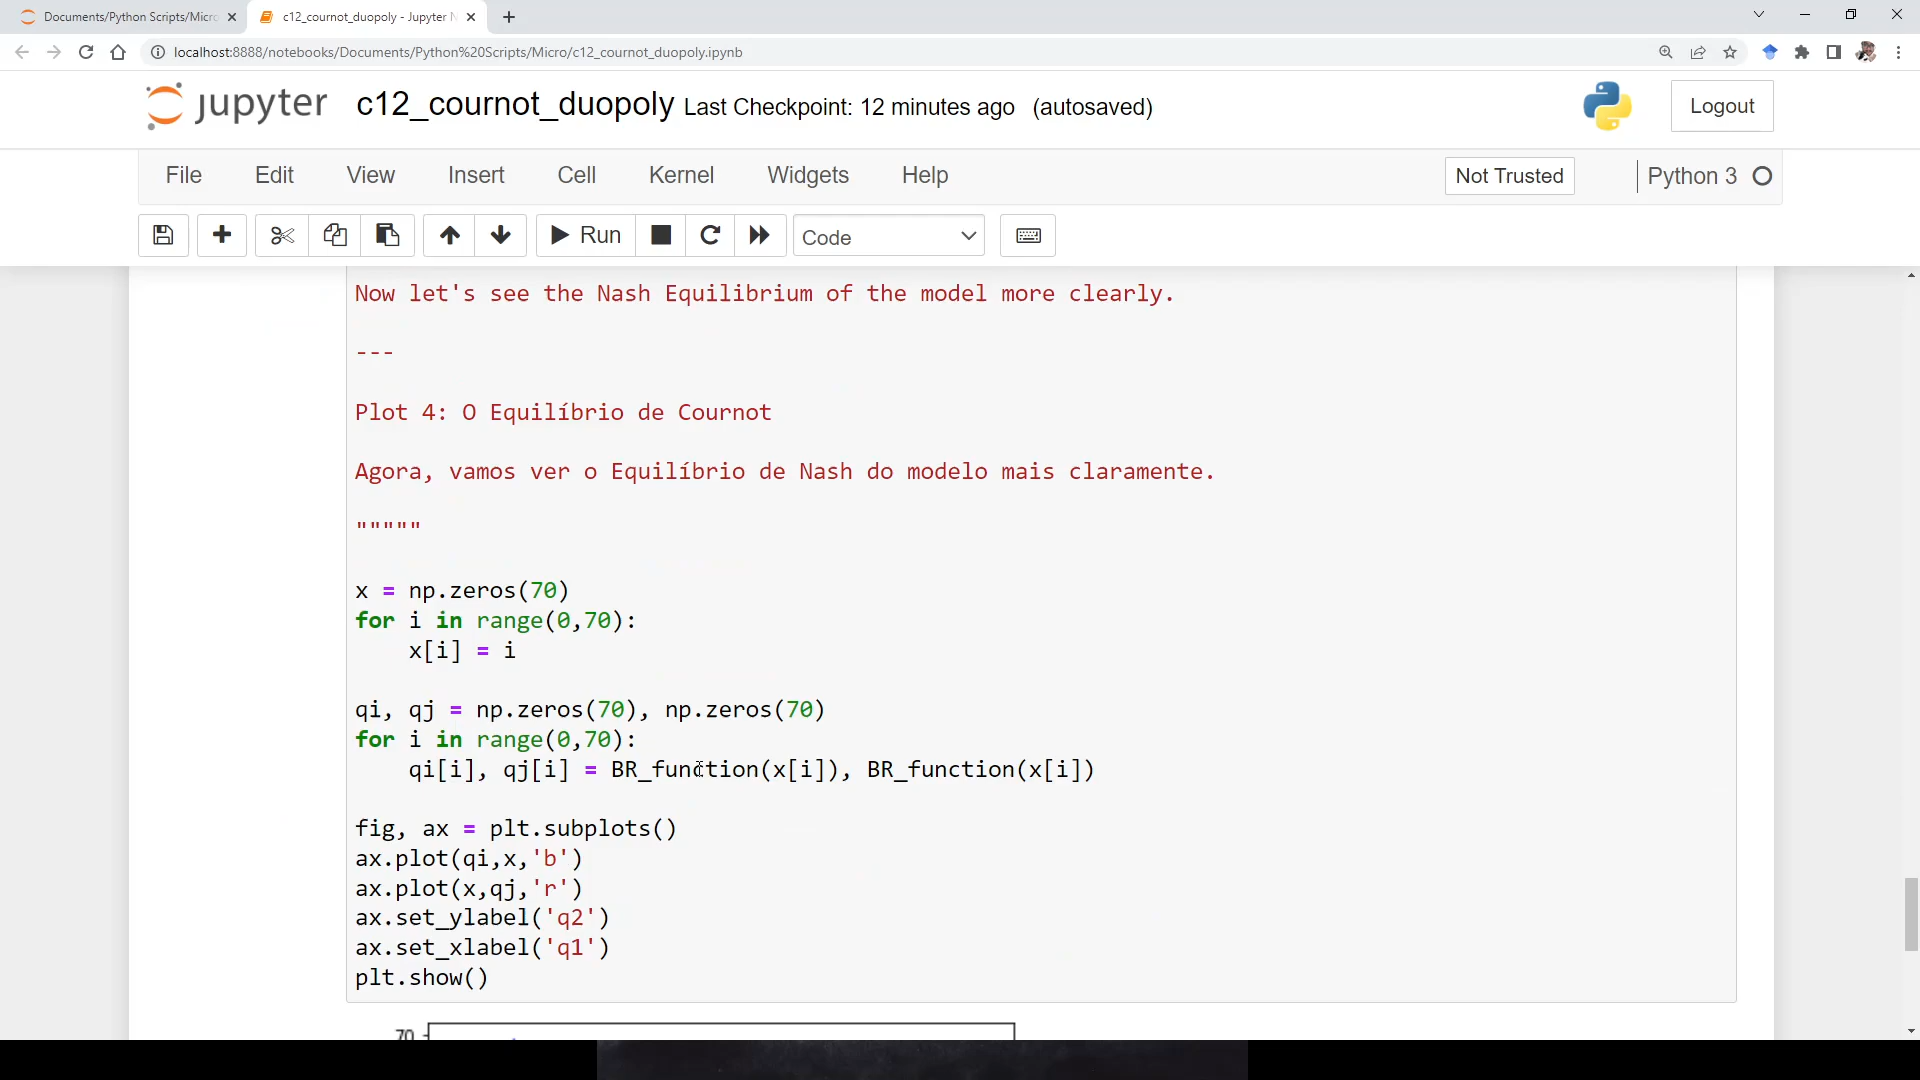 Documents/Python Scripts/Micro
c12_cournot_duopoly - Jupyter N
localhost:8888/notebooks/Documents/Python%20Scripts/Micro/c12_cournot_duopoly.ipynb
jupyter c12_cournot_duopoly Last Checkpoint: 12 minutes ago (autosaved)
Logout
File Edit View Insert Cell Kernel Widgets Help
Not Trusted
Python 3
Run
Code
Now let's see the Nash Equilibrium of the model more clearly.
---
Plot 4: O Equilíbrio de Cournot
Agora, vamos ver o Equilíbrio de Nash do modelo mais claramente.
"""""
x = np.zeros(70)
for i in range(0,70):
    x[i] = i
qi, qj = np.zeros(70), np.zeros(70)
for i in range(0,70):
    qi[i], qj[i] = BR_function(x[i]), BR_function(x[i])
fig, ax = plt.subplots()
ax.plot(qi,x,'b')
ax.plot(x,qj,'r')
ax.set_ylabel('q2')
ax.set_xlabel('q1')
plt.show()
70